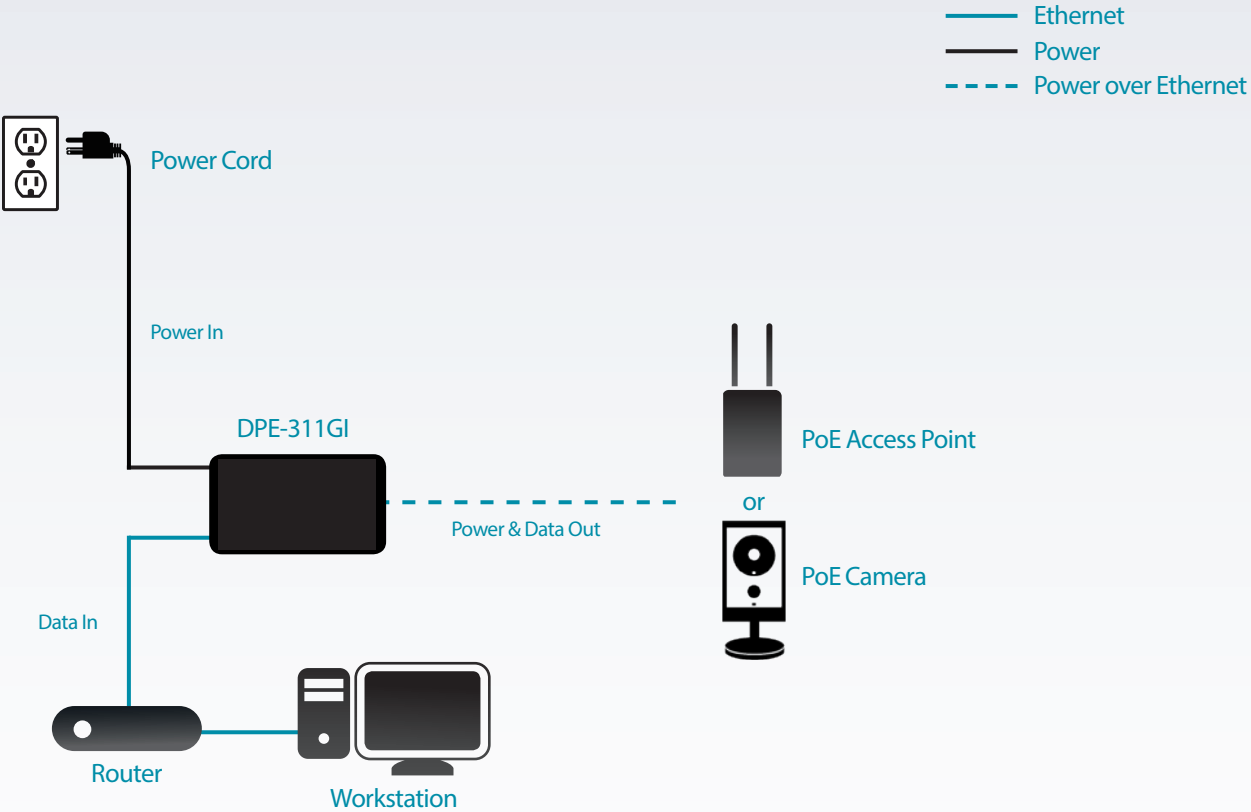 Ethernet
Power
Power over Ethernet
Power Cord
Power In
DPE-311GI
PoE Access Point
or
Power & Data Out
PoE Camera
Data In
Router
Workstation